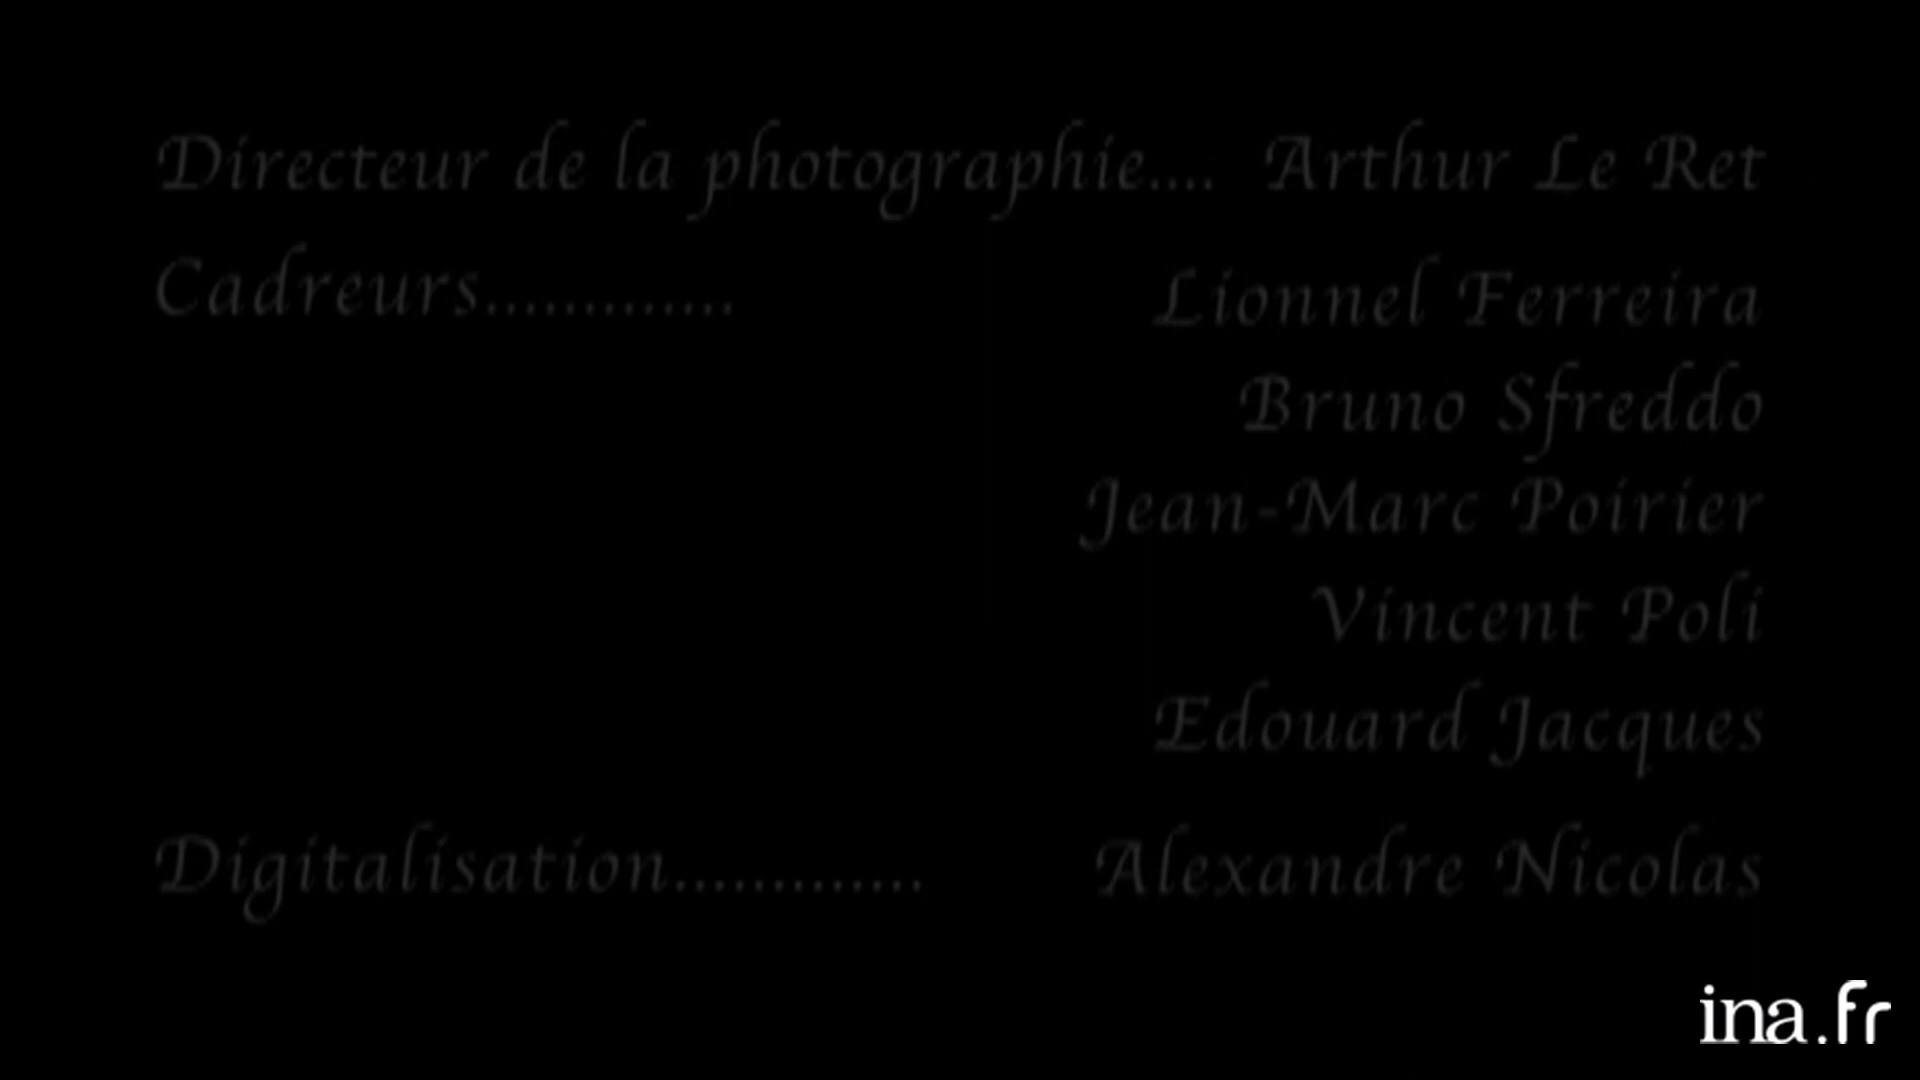 Directeur de la photographie.... Arthur Le Ret
Cadreurs............. Lionnel Ferreira
Bruno Sfreddo
Jean-Marc Poirier
Vincent Poli
Edouard Jacques
Digitalisation............. Alexandre Nicolas
ina.fr